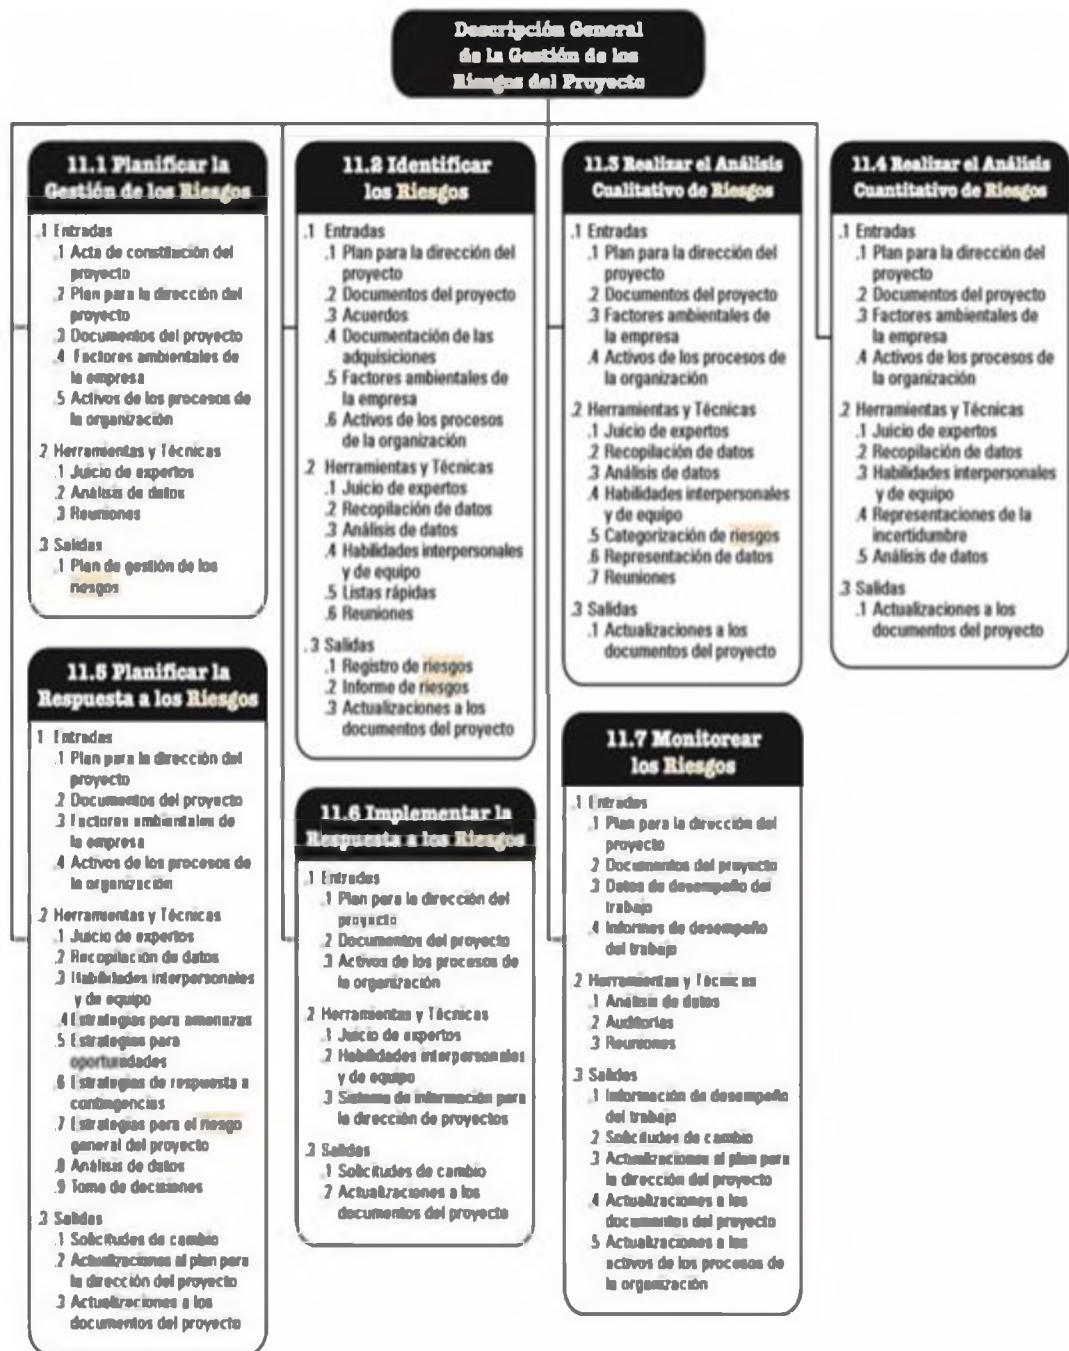 Descripción General
de la Gestión de los
Riesgos del Proyecto
11.1 Planificar la
Gestión de los Riesgos
.1 Entradas
.1 Acta de constitución del
proyecto
.2 Plan para la dirección del
proyecto
.3 Documentos del proyecto
.4 Factores ambientales de
la empresa
.5 Activos de los procesos de
la organización
.2 Herramientas y Técnicas
.1 Juicio de expertos
.2 Análisis de datos
.3 Reuniones
.3 Salidas
.1 Plan de gestión de los
riesgos
11.2 Identificar
los Riesgos
.1 Entradas
.1 Plan para la dirección del
proyecto
.2 Documentos del proyecto
.3 Acuerdos
.4 Documentación de las
adquisiciones
.5 Factores ambientales de
la empresa
.6 Activos de los procesos
de la organización
.2 Herramientas y Técnicas
.1 Juicio de expertos
.2 Recopilación de datos
.3 Análisis de datos
.4 Habilidades interpersonales
y de equipo
.5 Listas rápidas
.6 Reuniones
.3 Salidas
.1 Registro de riesgos
.2 Informe de riesgos
.3 Actualizaciones a los
documentos del proyecto
11.3 Realizar el Análisis
Cualitativo de Riesgos
.1 Entradas
.1 Plan para la dirección del
proyecto
.2 Documentos del proyecto
.3 Factores ambientales de
la empresa
.4 Activos de los procesos de
la organización
.2 Herramientas y Técnicas
.1 Juicio de expertos
.2 Recopilación de datos
.3 Análisis de datos
.4 Habilidades interpersonales
y de equipo
.5 Categorización de riesgos
.6 Representación de datos
.7 Reuniones
.3 Salidas
.1 Actualizaciones a los
documentos del proyecto
11.4 Realizar el Análisis
Cuantitativo de Riesgos
.1 Entradas
.1 Plan para la dirección del
proyecto
.2 Documentos del proyecto
.3 Factores ambientales de
la empresa
.4 Activos de los procesos de
la organización
.2 Herramientas y Técnicas
.1 Juicio de expertos
.2 Recopilación de datos
.3 Habilidades interpersonales
y de equipo
.4 Representaciones de la
incertidumbre
.5 Análisis de datos
.3 Salidas
.1 Actualizaciones a los
documentos del proyecto
11.5 Planificar la
Respuesta a los Riesgos
.1 Entradas
.1 Plan para la dirección del
proyecto
.2 Documentos del proyecto
.3 Factores ambientales de
la empresa
.4 Activos de los procesos de
la organización
.2 Herramientas y Técnicas
.1 Juicio de expertos
.2 Recopilación de datos
.3 Habilidades interpersonales
y de equipo
.4 Estrategias para amenazas
.5 Estrategias para
oportunidades
.6 Estrategias de respuesta a
contingencias
.7 Estrategias para el riesgo
general del proyecto
.8 Análisis de datos
.9 Toma de decisiones
.3 Salidas
.1 Solicitudes de cambio
.2 Actualizaciones al plan para
la dirección del proyecto
.3 Actualizaciones a los
documentos del proyecto
11.6 Implementar la
Respuesta a los Riesgos
.1 Entradas
.1 Plan para la dirección del
proyecto
.2 Documentos del proyecto
.3 Activos de los procesos de
la organización
.2 Herramientas y Técnicas
.1 Juicio de expertos
.2 Habilidades interpersonales
y de equipo
.3 Sistema de información para
la dirección de proyectos
.3 Salidas
.1 Solicitudes de cambio
.2 Actualizaciones a los
documentos del proyecto
11.7 Monitorear
los Riesgos
.1 Entradas
.1 Plan para la dirección del
proyecto
.2 Documentos del proyecto
.3 Datos de desempeño del
trabajo
.4 Informes de desempeño
del trabajo
.2 Herramientas y Técnicas
.1 Análisis de datos
.2 Auditorías
.3 Reuniones
.3 Salidas
.1 Información de desempeño
del trabajo
.2 Solicitudes de cambio
.3 Actualizaciones al plan para
la dirección del proyecto
.4 Actualizaciones a los
documentos del proyecto
.5 Actualizaciones a los
activos de los procesos de
la organización